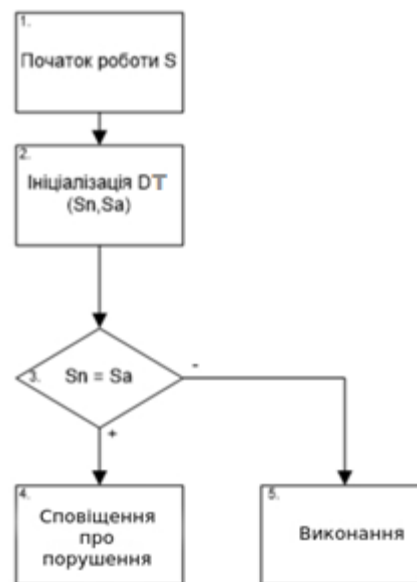 1.
Початок роботи S
2.
Ініціалізація DT
(Sn,Sa)
3. Sn = Sa
-
+
4.
Сповіщення
про
порушення
5.
Виконання